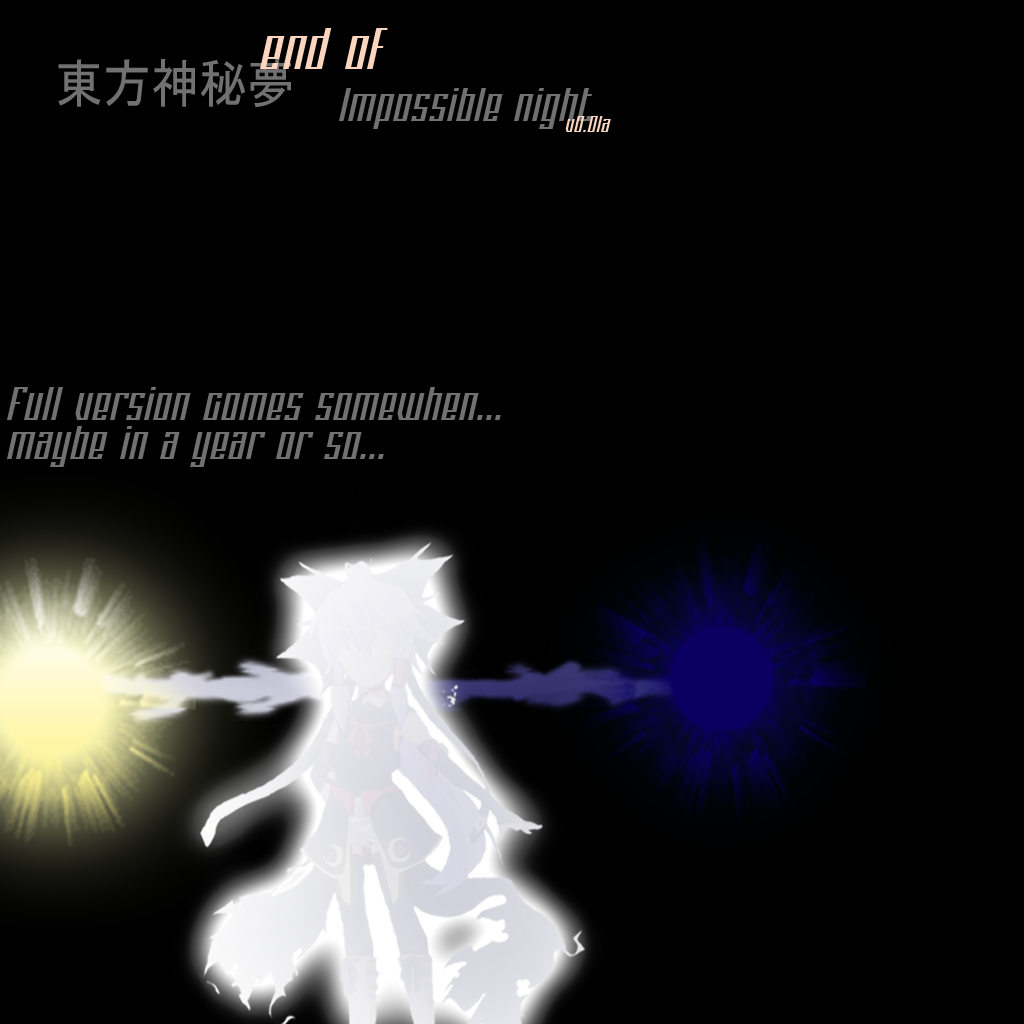 end of
東方神秘夢
Impossible night
v0.01a
Full version comes somewhen...
maybe in a year or so...